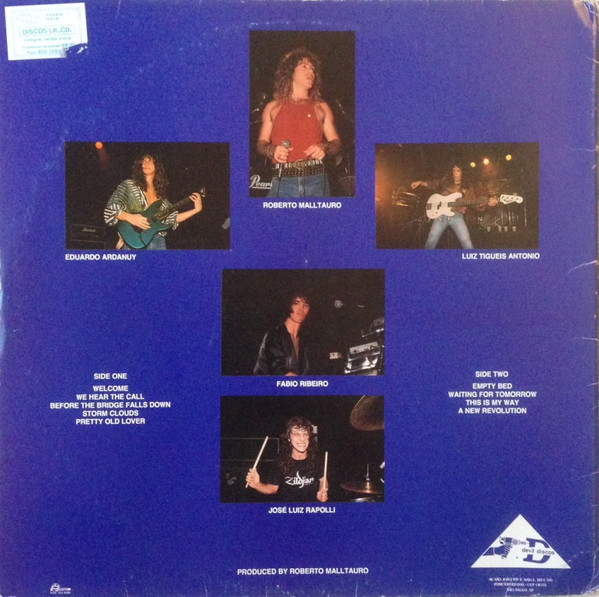 DISCOS LP, CD,
Pearl
ROBERTO MALLTAURO
EDUARDO ARDANUY
LUIZ TIGUEIS ANTONIO
FABIO RIBEIRO
SIDE ONE
WELCOME
WE HEAR THE CALL
BEFORE THE BRIDGE FALLS DOWN
STORM CLOUDS
PRETTY OLD LOVER
SIDE TWO
EMPTY BED
WAITING FOR TOMORROW
THIS IS MY WAY
A NEW REVOLUTION
Zildjian
JOSÉ LUIZ RAPOLLI
D
devil discos
PRODUCED BY ROBERTO MALLTAURO